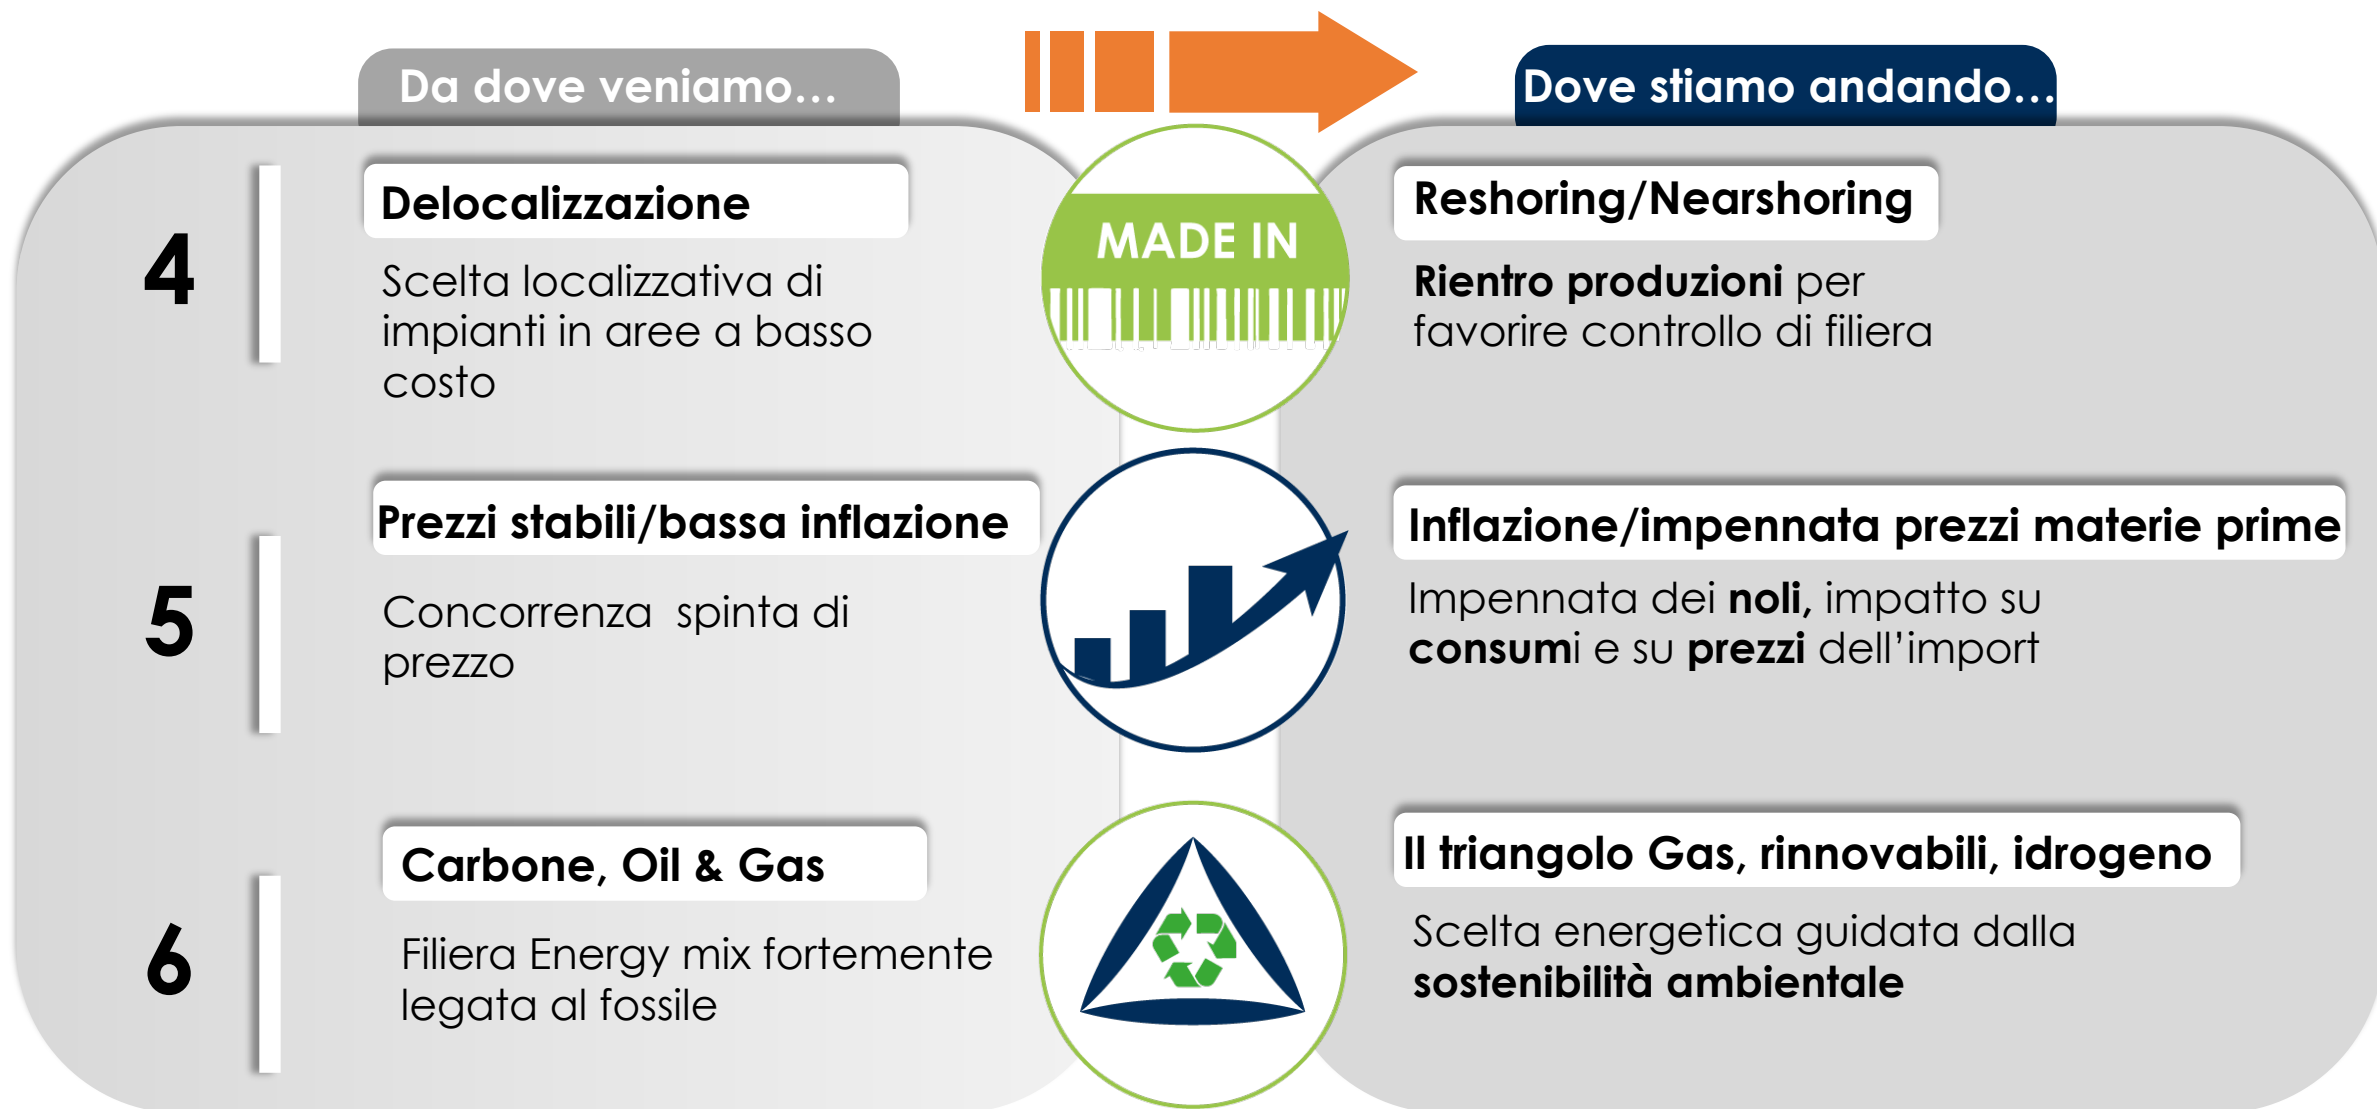 Da dove veniamo...
Dove stiamo andando...
4
Delocalizzazione
Scelta localizzativa di
impianti in aree a basso
costo
MADE IN
Reshoring/Nearshoring
Rientro produzioni per
favorire controllo di filiera
5
Prezzi stabili/bassa inflazione
Concorrenza spinta di
prezzo
Inflazione/impennata prezzi materie prime
Impennata dei noli, impatto su
consumi e su prezzi dell'import
6
Carbone, Oil & Gas
Filiera Energy mix fortemente
legata al fossile
Il triangolo Gas, rinnovabili, idrogeno
Scelta energetica guidata dalla
sostenibilità ambientale